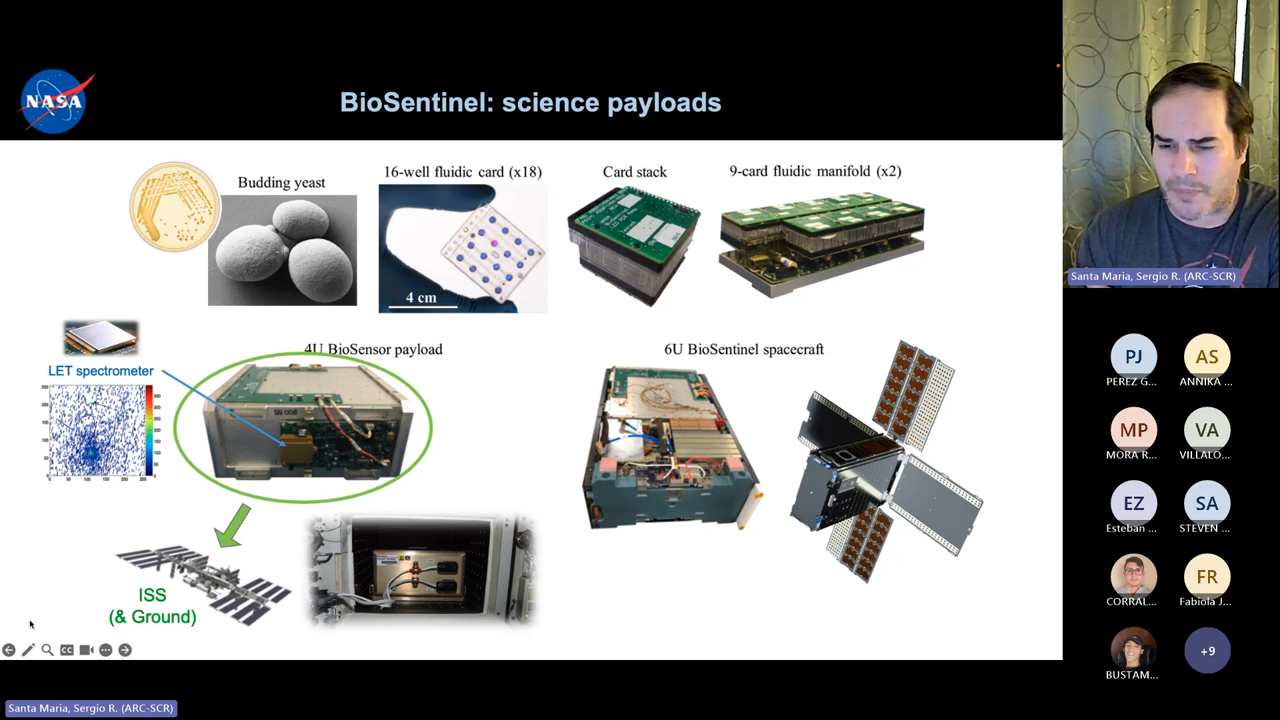 NASA
BioSentinel: science payloads
Budding yeast
16-well fluidic card (x18)
Card stack
9-card fluidic manifold (x2)
4 cm
LET spectrometer
4U BioSensor payload
6U BioSentinel spacecraft
ISS
(& Ground)
Santa Maria, Sergio R. (ARC-SCR)
PJ
PEREZ G...
AS
ANNIKA ...
MP
MORA R...
VA
VILLALO...
EZ
Esteban ...
SA
STEVEN ...
CORRAL...
FR
Fabiola J...
BUSTAM...
+9
Santa Maria, Sergio R. (ARC-SCR)